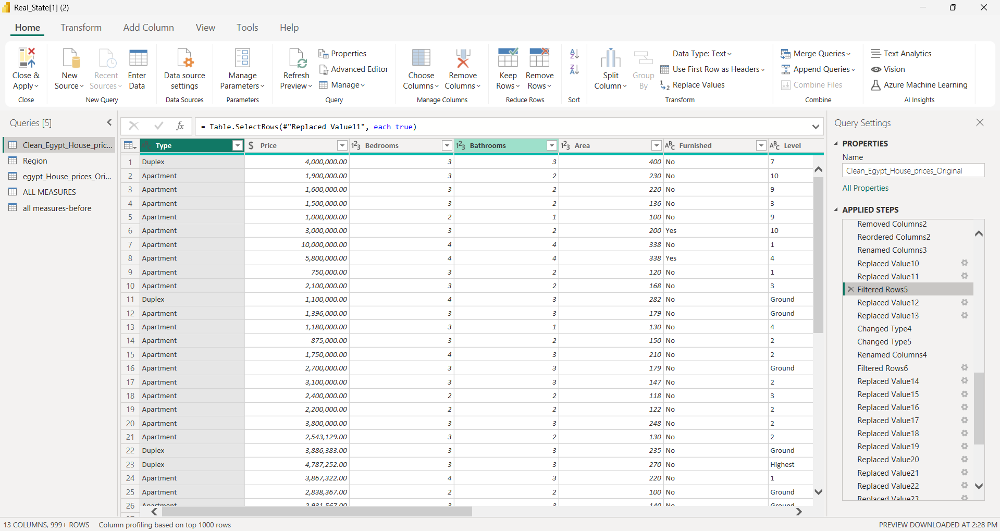 Real_State[1] (2)
Home Transform Add Column View Tools Help
Close & Apply
Close
New Source
Recent Sources
Enter Data
New Query
Data source settings
Data Sources
Manage Parameters
Parameters
Refresh Preview
Properties
Advanced Editor
Manage
Query
Choose Columns
Remove Columns
Manage Columns
Keep Rows
Remove Rows
Reduce Rows
Sort
Split Column
Group By
Data Type: Text
Use First Row as Headers
Replace Values
Transform
Merge Queries
Append Queries
Combine Files
Combine
Text Analytics
Vision
Azure Machine Learning
AI Insights
Queries [5]
Clean_Egypt_House_pric...
Region
egypt_House_prices_Ori...
ALL MEASURES
all measures-before
fx = Table.SelectRows(#"Replaced Value11", each true)
Type $ Price 123 Bedrooms 123 Bathrooms 123 Area ABC Furnished ABC Level
1 Duplex 4,000,000.00 3 3 400 No 7
2 Apartment 1,900,000.00 3 2 230 No 10
3 Apartment 1,600,000.00 3 2 220 No 9
4 Apartment 1,500,000.00 3 2 136 No 3
5 Apartment 1,000,000.00 2 1 100 No 9
6 Apartment 3,000,000.00 3 2 200 Yes 10
7 Apartment 10,000,000.00 4 4 338 No 1
8 Apartment 5,800,000.00 4 4 338 Yes 4
9 Apartment 750,000.00 3 2 120 No 1
10 Apartment 2,100,000.00 3 2 168 No 3
11 Duplex 1,100,000.00 4 3 282 No Ground
12 Apartment 1,396,000.00 3 3 179 No Ground
13 Apartment 1,180,000.00 3 1 130 No 4
14 Apartment 875,000.00 3 2 150 No 2
15 Apartment 1,750,000.00 4 3 210 No 2
16 Apartment 2,700,000.00 3 3 179 No Ground
17 Apartment 3,100,000.00 3 3 147 No 2
18 Apartment 2,400,000.00 2 2 118 No 3
19 Apartment 2,200,000.00 2 2 122 No 2
20 Apartment 3,800,000.00 3 3 248 No 2
21 Apartment 2,543,129.00 3 2 130 No 2
22 Duplex 3,886,383.00 3 3 235 No Ground
23 Duplex 4,787,252.00 3 3 270 No Highest
24 Apartment 3,867,322.00 4 3 220 No 1
25 Apartment 2,838,367.00 2 2 100 No Ground
26 Apartment 2,931,567.00 140 No Ground
Query Settings
PROPERTIES
Name
Clean_Egypt_House_prices_Original
All Properties
APPLIED STEPS
Removed Columns2
Reordered Columns2
Renamed Columns3
Replaced Value10
Replaced Value11
Filtered Rows5
Replaced Value12
Replaced Value13
Changed Type4
Changed Type5
Renamed Columns4
Filtered Rows6
Replaced Value14
Replaced Value15
Replaced Value16
Replaced Value17
Replaced Value18
Replaced Value19
Replaced Value20
Replaced Value21
Replaced Value22
Replaced Value23
13 COLUMNS, 999+ ROWS Column profiling based on top 1000 rows
PREVIEW DOWNLOADED AT 2:28 PM